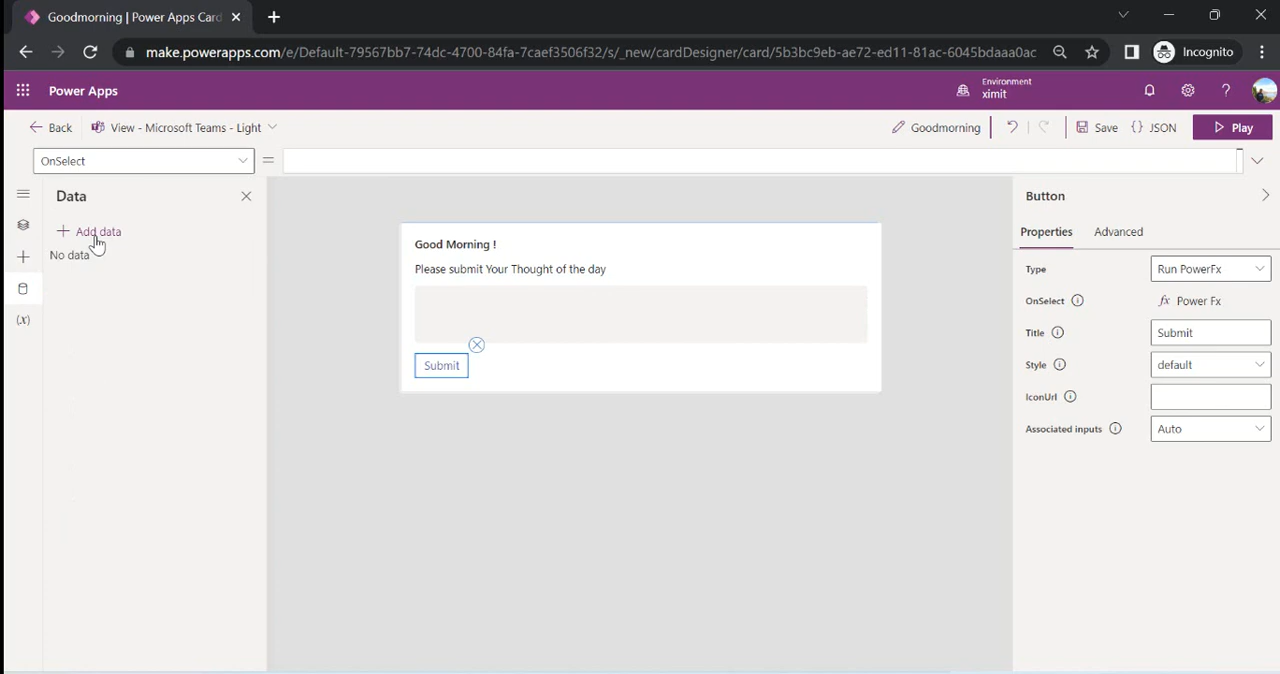 Goodmorning | Power Apps Card
make.powerapps.com/e/Default-79567bb7-74dc-4700-84fa-7caef3506f32/s/_new/cardDesigner/card/5b3bc9eb-ae72-ed11-81ac-6045bdaaa0ac
Incognito
Power Apps
Environment
ximit
?
Back
View - Microsoft Teams - Light
Goodmorning
Save
{ } JSON
Play
OnSelect
=
Data
Add data
No data
(x)
Good Morning !
Please submit Your Thought of the day
Submit
Button
Properties
Advanced
Type
Run PowerFx
OnSelect
fx Power Fx
Title
Submit
Style
default
IconUrl
Associated inputs
Auto